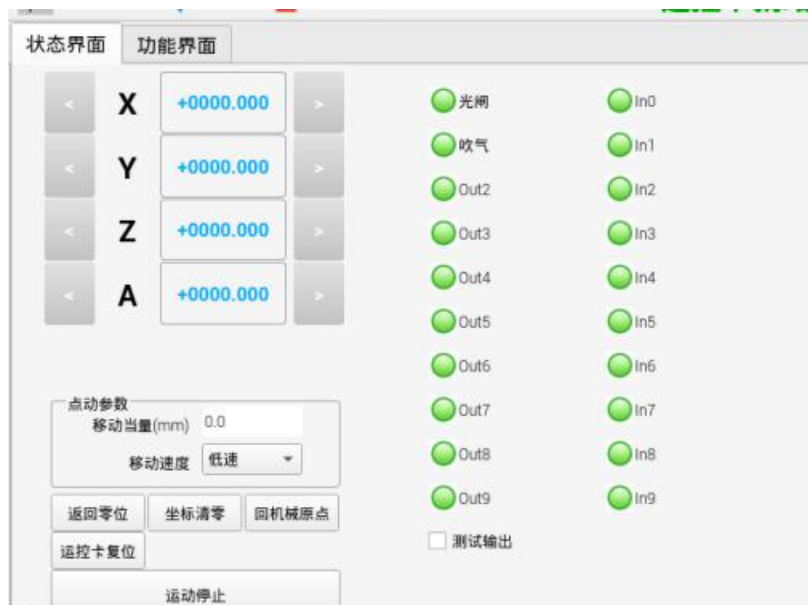 状态界面 功能界面
< X +0000.000 >
< Y +0000.000 >
< Z +0000.000 >
< A +0000.000 >
点动参数
移动当量(mm) 0.0
移动速度 低速
返回零位 坐标清零 回机械原点
运控卡复位
运动停止
光闸 In0
吹气 In1
Out2 In2
Out3 In3
Out4 In4
Out5 In5
Out6 In6
Out7 In7
Out8 In8
Out9 In9
测试输出